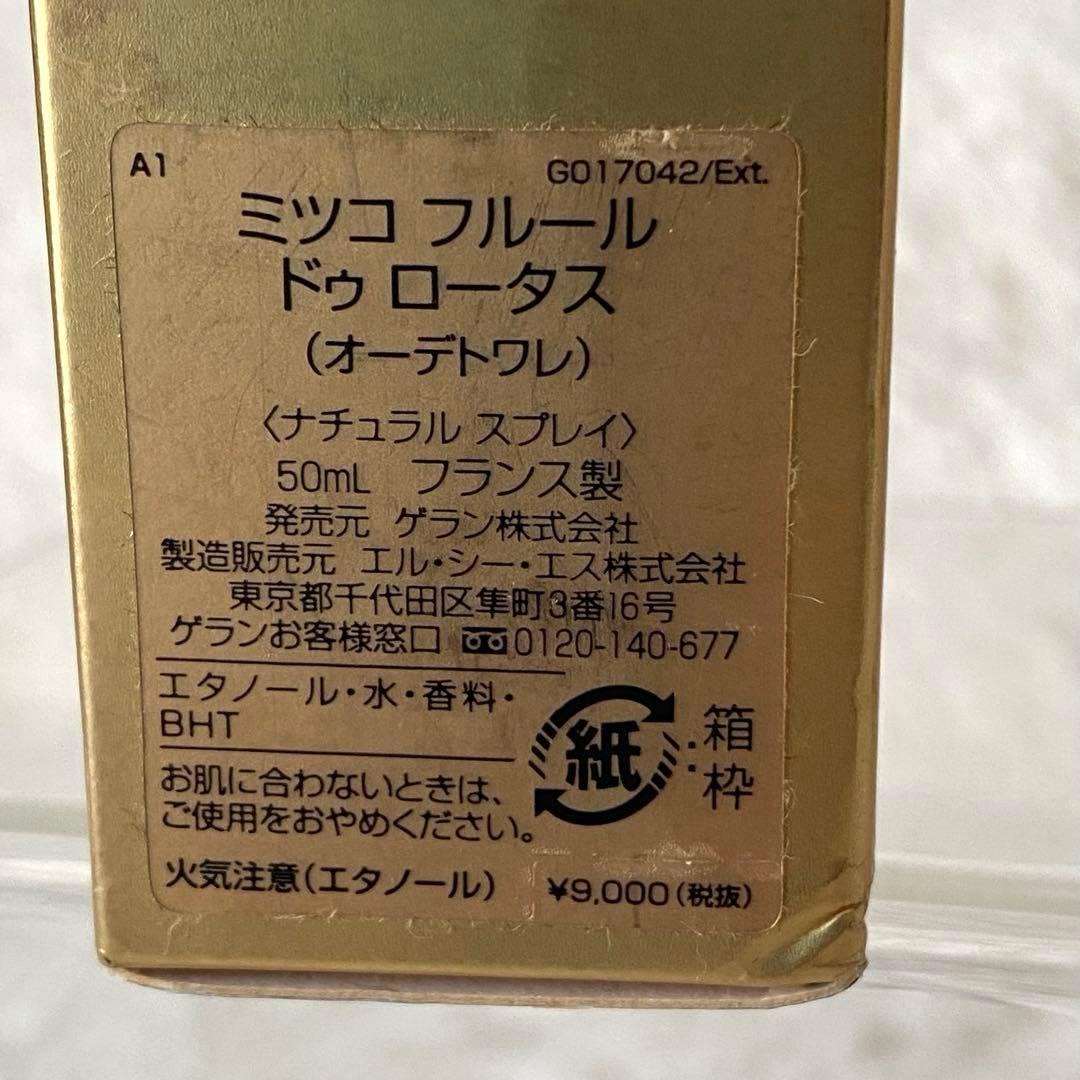 A1
G017042/Ext.
ミツコ フルール
ドゥ ロータス
(オーデトワレ)
〈ナチュラル スプレイ〉
50mL フランス製
発売元 ゲラン株式会社
製造販売元 エル・シー・エス株式会社
東京都千代田区隼町3番16号
ゲランお客様窓口 0120-140-677
エタノール・水・香料・
BHT
紙:箱
枠
お肌に合わないときは、
ご使用をおやめください。
火気注意(エタノール)
¥9,000(税抜)